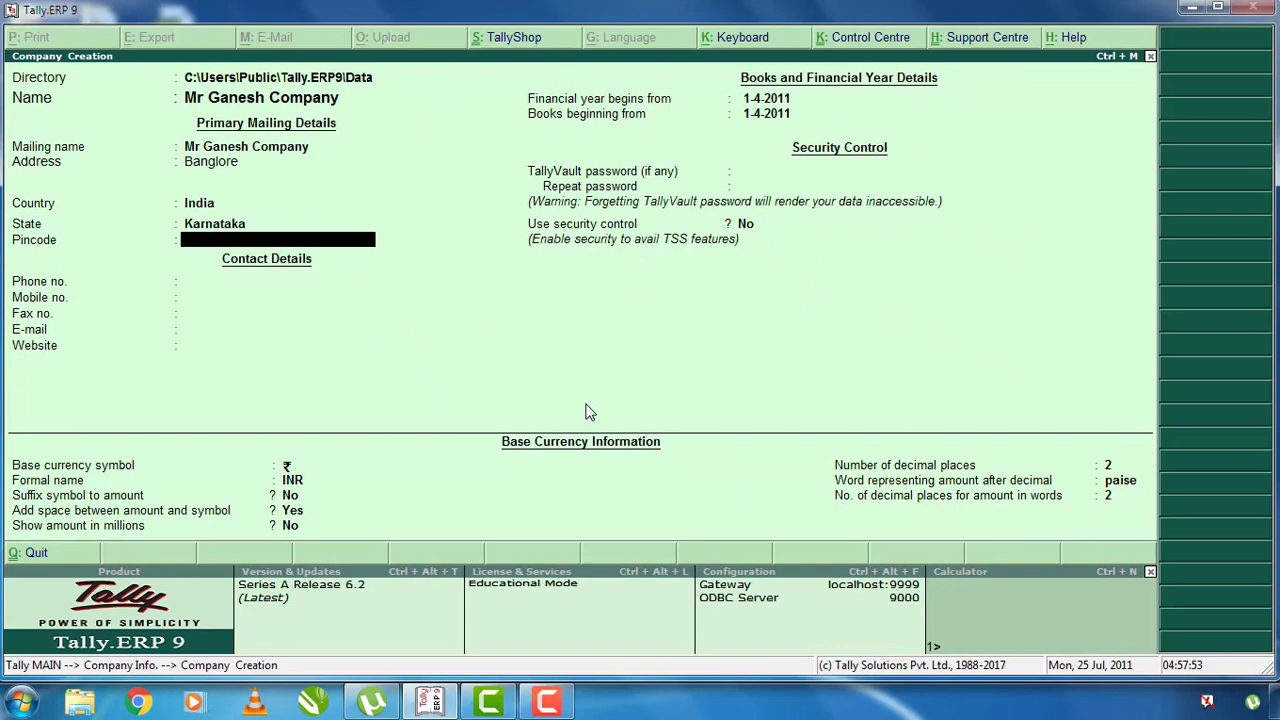 Tally.ERP 9
P: Print E: Export M: E-Mail O: Upload S: TallyShop G: Language K: Keyboard K: Control Centre H: Support Centre H: Help
Company Creation Ctrl + M
Directory : C:\Users\Public\Tally.ERP9\Data
Name : Mr Ganesh Company
Primary Mailing Details
Mailing name : Mr Ganesh Company
Address : Banglore
Country : India
State : Karnataka
Pincode :
Contact Details
Phone no. :
Mobile no. :
Fax no. :
E-mail :
Website :
Books and Financial Year Details
Financial year begins from : 1-4-2011
Books beginning from : 1-4-2011
Security Control
TallyVault password (if any) :
Repeat password :
(Warning: Forgetting TallyVault password will render your data inaccessible.)
Use security control ? No
(Enable security to avail TSS features)
Base Currency Information
Base currency symbol : ₹
Formal name : INR
Suffix symbol to amount ? No
Add space between amount and symbol ? Yes
Show amount in millions ? No
Number of decimal places : 2
Word representing amount after decimal : paise
No. of decimal places for amount in words : 2
Q: Quit
Product
Tally
POWER OF SIMPLICITY
Tally.ERP 9
Version & Updates Ctrl + Alt + T
Series A Release 6.2
(Latest)
License & Services Ctrl + Alt + L
Educational Mode
Configuration Ctrl + Alt + F
Gateway localhost:9999
ODBC Server 9000
Calculator Ctrl + N
1>
Tally MAIN --> Company Info. --> Company Creation (c) Tally Solutions Pvt. Ltd., 1988-2017 Mon, 25 Jul, 2011 04:57:53